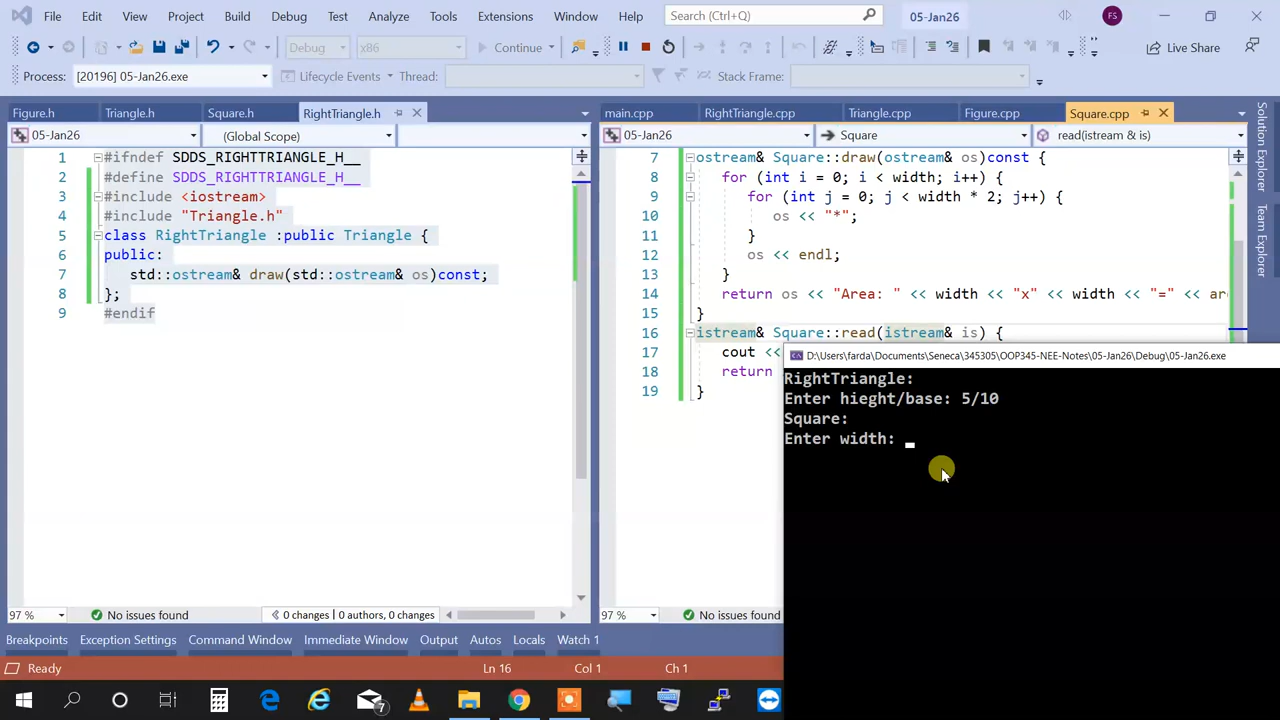 File Edit View Project Build Debug Test Analyze Tools Extensions Window Help Search (Ctrl+Q) 05-Jan26 FS
Debug x86 Continue Live Share
Process: [20196] 05-Jan26.exe Lifecycle Events Thread: Stack Frame:
Figure.h Triangle.h Square.h RightTriangle.h
05-Jan26 (Global Scope)
1 #ifndef SDDS_RIGHTTRIANGLE_H__
2 #define SDDS_RIGHTTRIANGLE_H__
3 #include <iostream>
4 #include "Triangle.h"
5 class RightTriangle :public Triangle {
6 public:
7 std::ostream& draw(std::ostream& os)const;
8 };
9 #endif
97 % No issues found 0 changes | 0 authors, 0 changes
main.cpp RightTriangle.cpp Triangle.cpp Figure.cpp Square.cpp
05-Jan26 Square read(istream & is)
7 ostream& Square::draw(ostream& os)const {
8 for (int i = 0; i < width; i++) {
9 for (int j = 0; j < width * 2; j++) {
10 os << "*";
11 }
12 os << endl;
13 }
14 return os << "Area: " << width << "x" << width << "=" << are
15 }
16 istream& Square::read(istream& is) {
17 cout <<
18 return
19 }
97 % No issues found
D:\Users\farda\Documents\Seneca\345305\OOP345-NEE-Notes\05-Jan26\Debug\05-Jan26.exe
RightTriangle:
Enter hieght/base: 5/10
Square:
Enter width:
Solution Explorer
Team Explorer
Breakpoints Exception Settings Command Window Immediate Window Output Autos Locals Watch 1
Ready Ln 16 Col 1 Ch 1
7